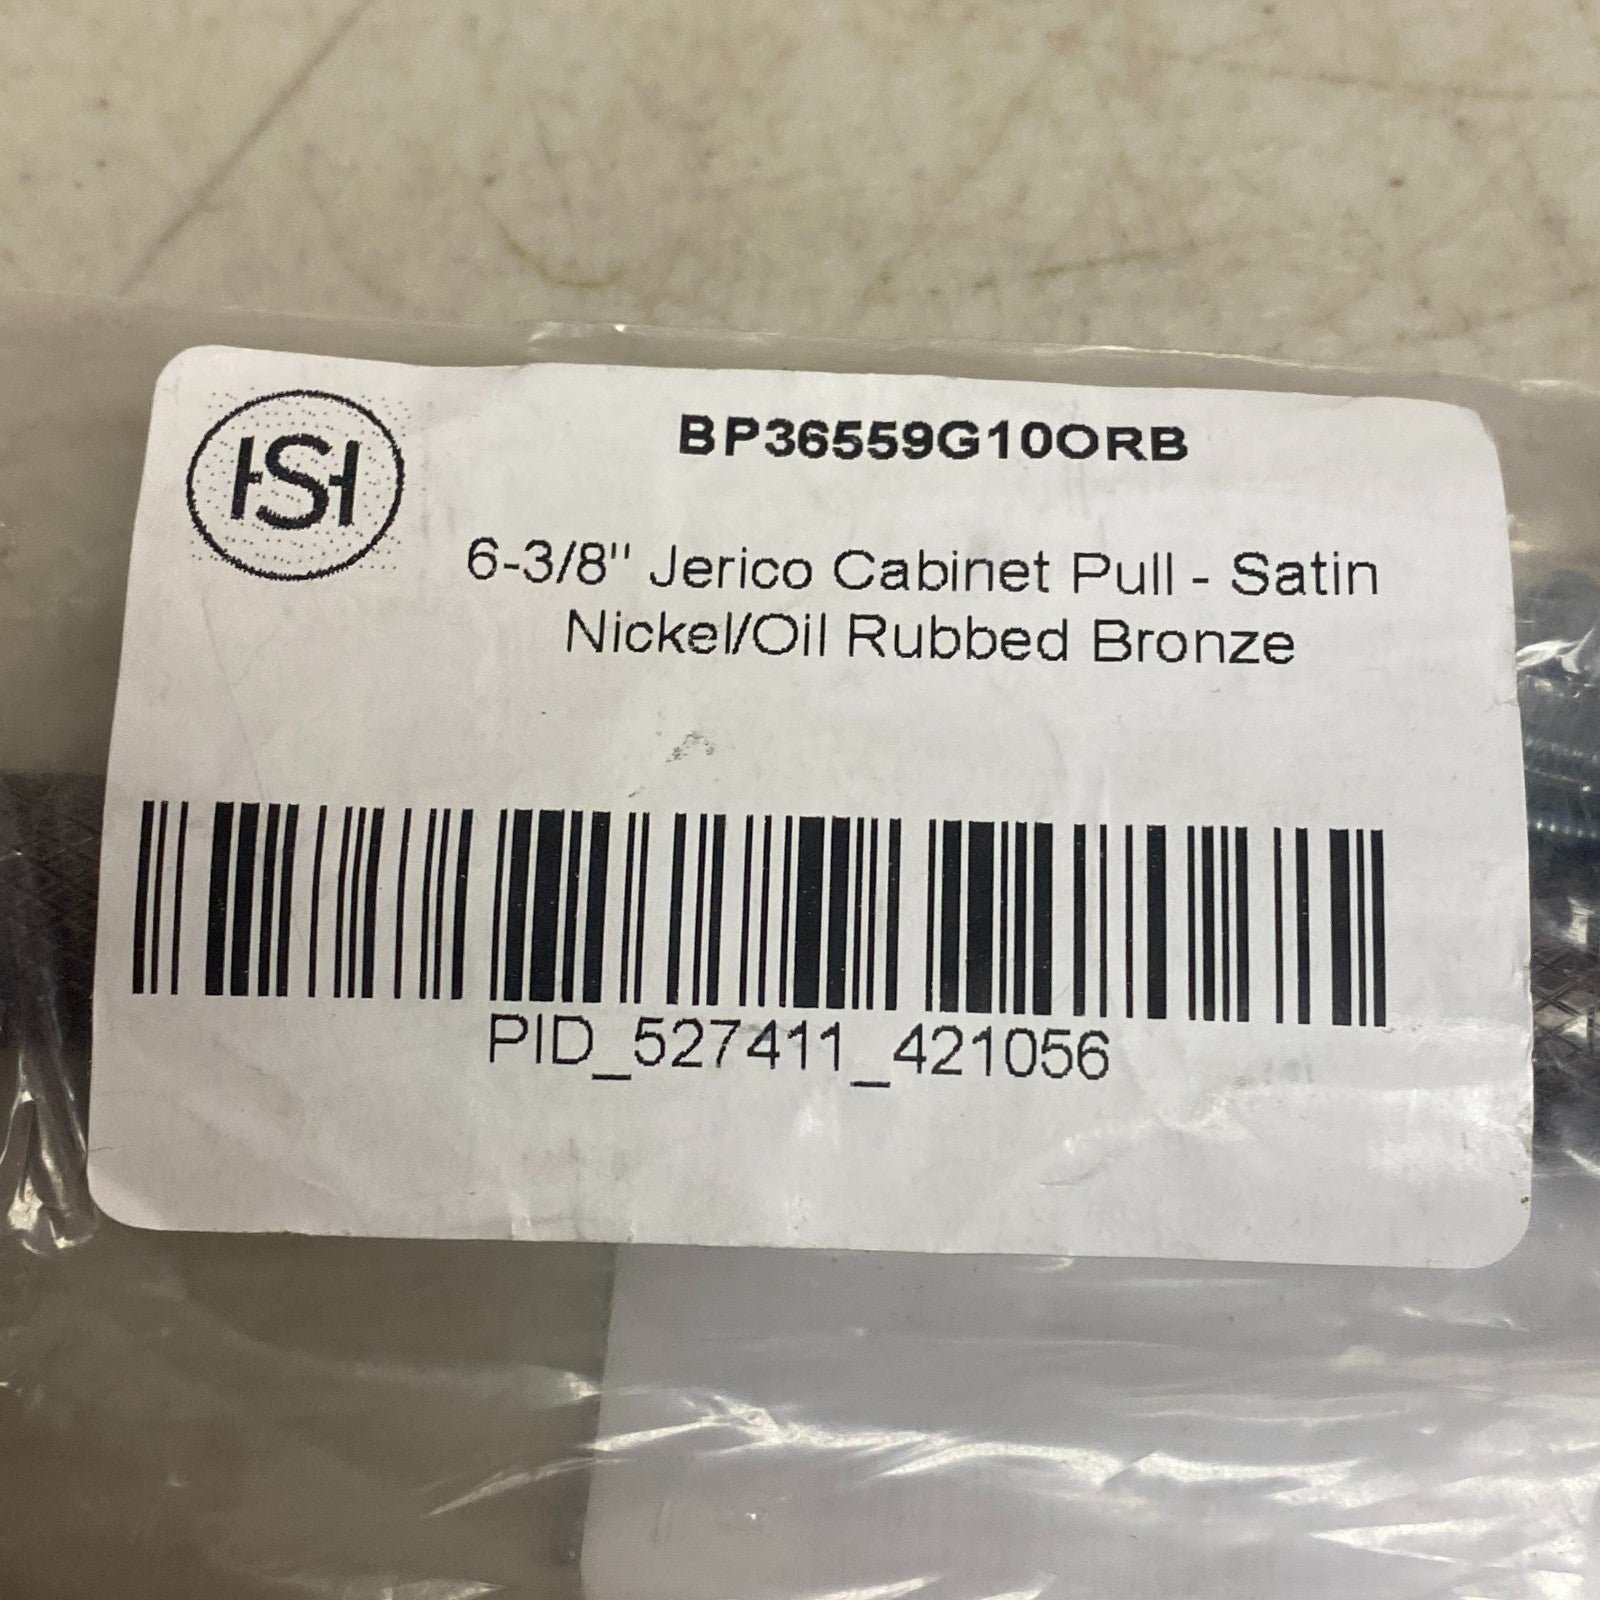 HSH
BP36559G10ORB
6-3/8" Jerico Cabinet Pull - Satin
Nickel/Oil Rubbed Bronze
PID_527411_421056